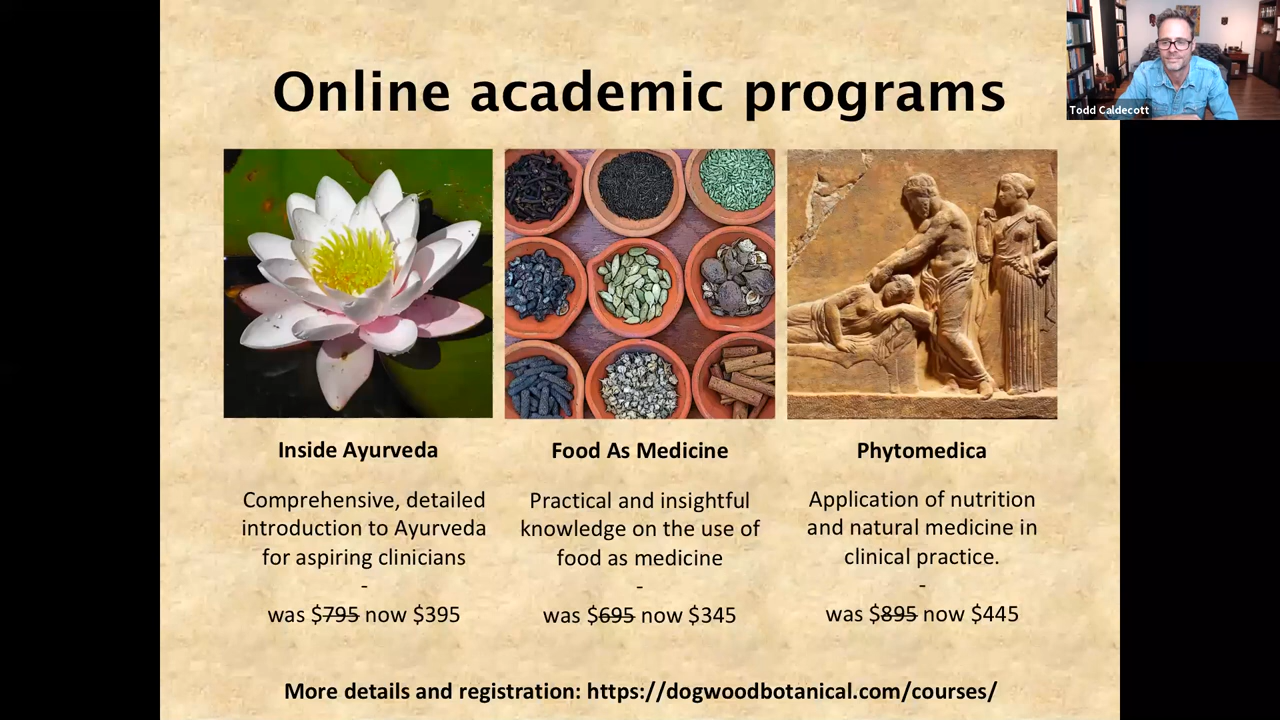 Online academic programs
Todd Caldecott
Inside Ayurveda
Comprehensive, detailed
introduction to Ayurveda
for aspiring clinicians
-
was $795 now $395
Food As Medicine
Practical and insightful
knowledge on the use of
food as medicine
-
was $695 now $345
Phytomedica
Application of nutrition
and natural medicine in
clinical practice.
-
was $895 now $445
More details and registration: https://dogwoodbotanical.com/courses/